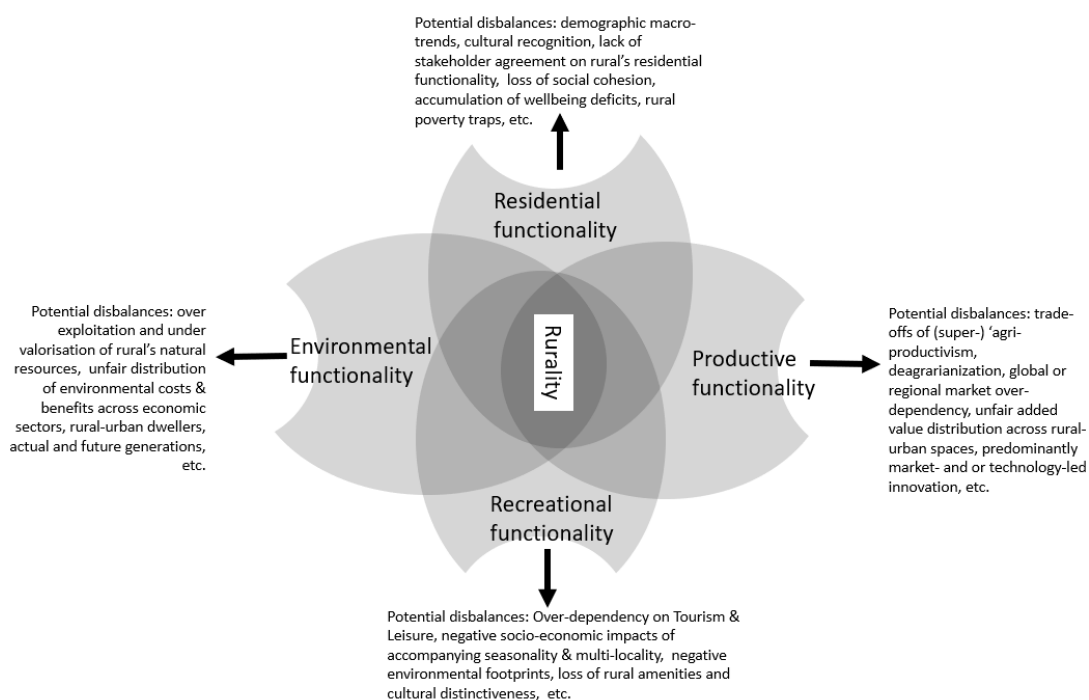 Potential disbalances: demographic macro-
trends, cultural recognition, lack of
stakeholder agreement on rural's residential
functionality, loss of social cohesion,
accumulation of wellbeing deficits, rural
poverty traps, etc.
Residential
functionality
Potential disbalances: over
exploitation and under
valorisation of rural's natural
resources, unfair distribution
of environmental costs &
benefits across economic
sectors, rural-urban dwellers,
actual and future generations,
etc.
Environmental
functionality
Rurality
Productive
functionality
Potential disbalances: trade-
offs of (super-) ‘agri-
productivism,
deagrarianization, global or
regional market over-
dependency, unfair added
value distribution across rural-
urban spaces, predominantly
market- and or technology-led
innovation, etc.
Recreational
functionality
Potential disbalances: Over-dependency on Tourism &
Leisure, negative socio-economic impacts of
accompanying seasonality & multi-locality, negative
environmental footprints, loss of rural amenities and
cultural distinctiveness, etc.